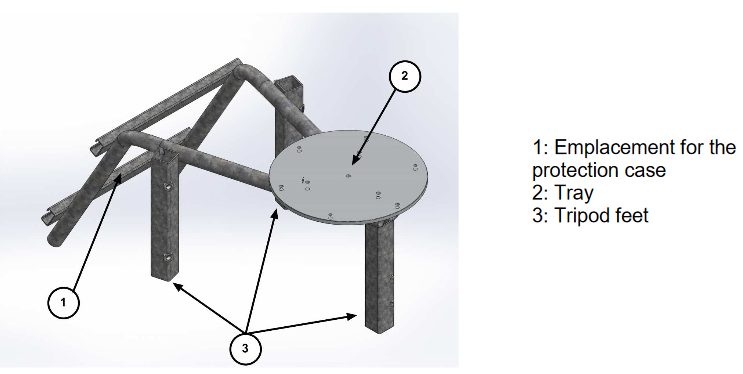 2
1: Emplacement for the
protection case
2: Tray
3: Tripod feet
1
3